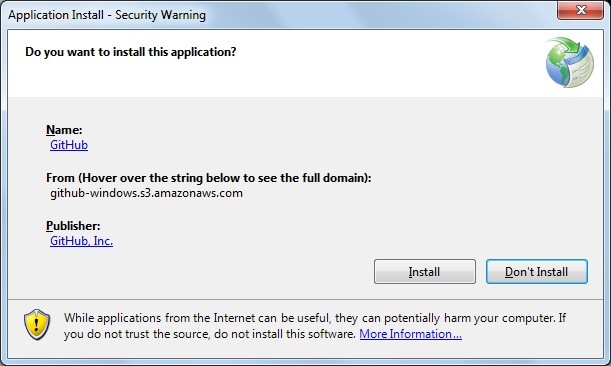 Application Install - Security Warning
Do you want to install this application?
Name:
GitHub
From (Hover over the string below to see the full domain):
github-windows.s3.amazonaws.com
Publisher:
GitHub, Inc.
Install
Don't Install
While applications from the Internet can be useful, they can potentially harm your computer. If
you do not trust the source, do not install this software. More Information...